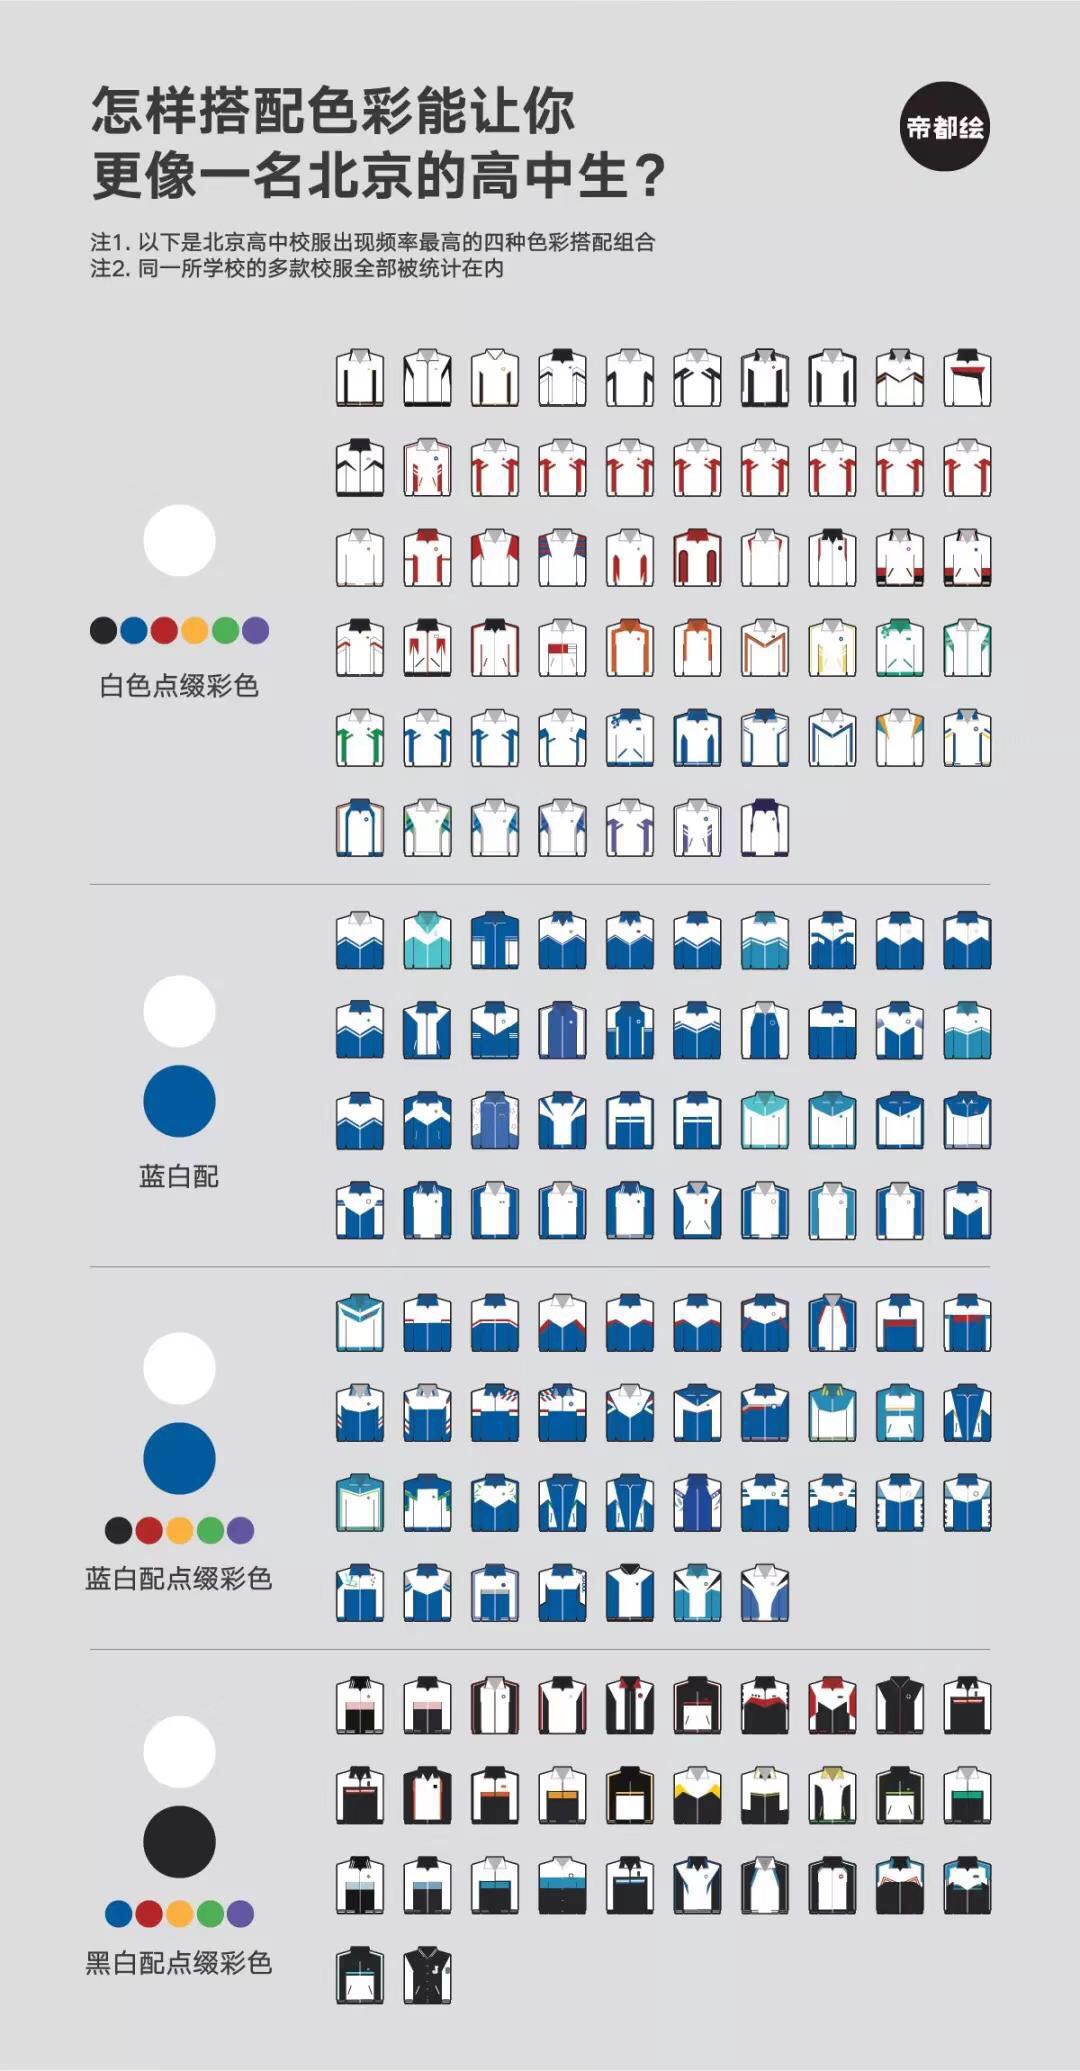 怎样搭配色彩能让你
更像一名北京的高中生？
帝都绘
注1. 以下是北京高中校服出现频率最高的四种色彩搭配组合
注2. 同一所学校的多款校服全部被统计在内
白色点缀彩色
蓝白配
蓝白配点缀彩色
黑白配点缀彩色